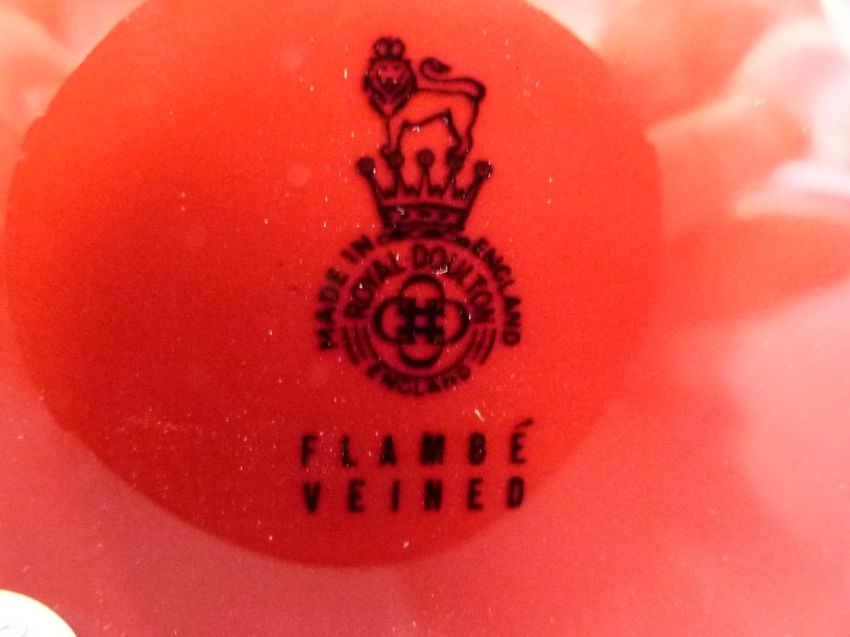 MADE IN ENGLAND
ROYAL DOULTON
ENGLAND
FLAMBÉ
VEINED